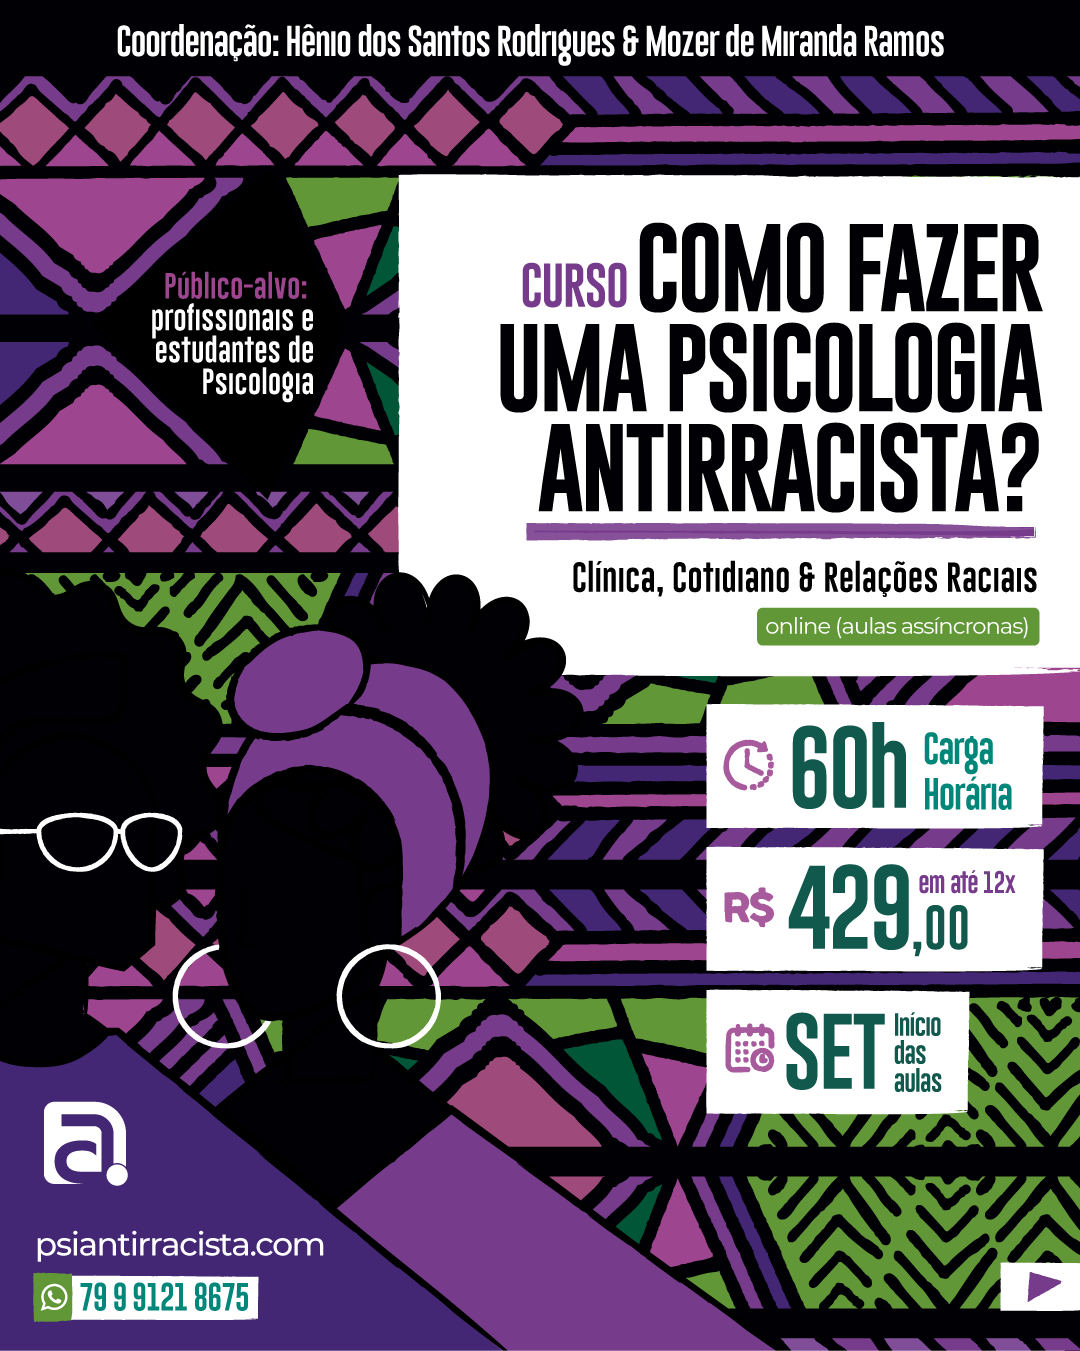 Coordenação: Hênio dos Santos Rodrigues & Mozer de Miranda Ramos
Público-alvo:
profissionais e
estudantes de
Psicologia
CURSO COMO FAZER
UMA PSICOLOGIA
ANTIRRACISTA?
Clínica, Cotidiano & Relações Raciais
online (aulas assíncronas)
60h Carga
Horária
R$ 429,00 em até 12x
SET Início
das
aulas
a.
psiantirracista.com
79 9 9121 8675